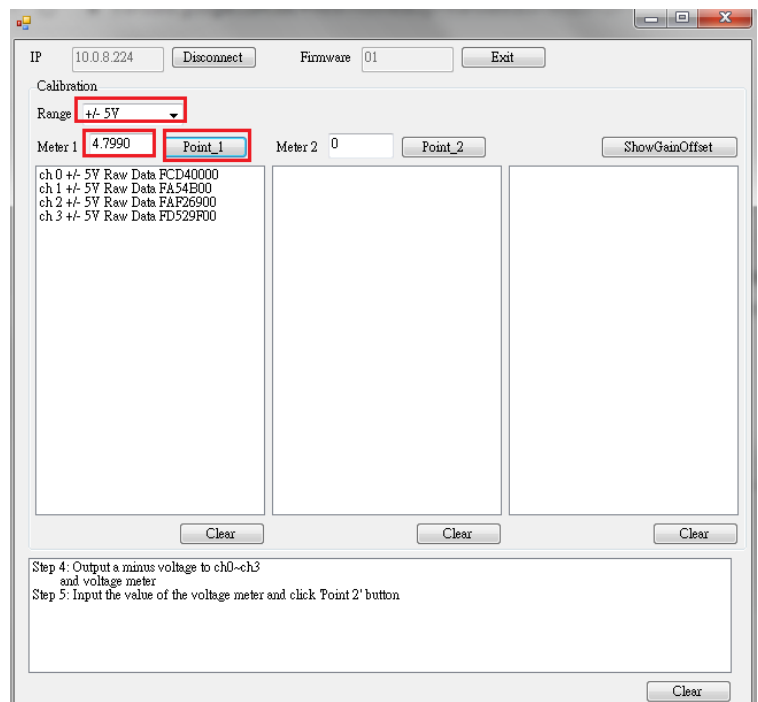 IP 10.0.8.224 Disconnect Firmware 01 Exit
Calibration
Range +/- 5V
Meter 1 4.7990 Point_1 Meter 2 0 Point_2 ShowGainOffset
ch 0 +/- 5V Raw Data FCD40000
ch 1 +/- 5V Raw Data FA54B00
ch 2 +/- 5V Raw Data FAF26900
ch 3 +/- 5V Raw Data FD529F00
Clear Clear Clear
Step 4: Output a minus voltage to ch0~ch3
and voltage meter
Step 5: Input the value of the voltage meter and click 'Point 2' button
Clear